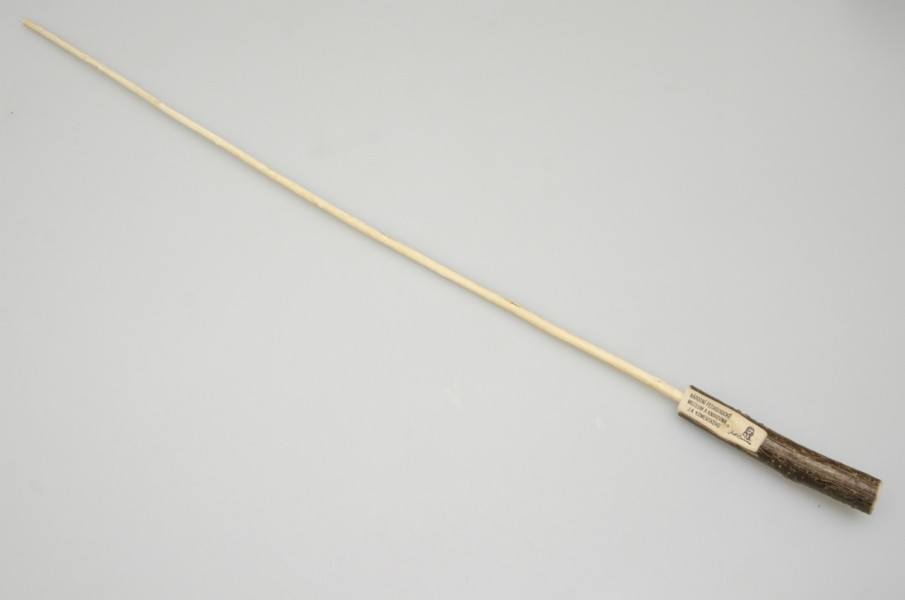 NÁRODNÍ PEDAGOGICKÉ
MUZEUM A KNIHOVNA
J.A. KOMENSKÉHO